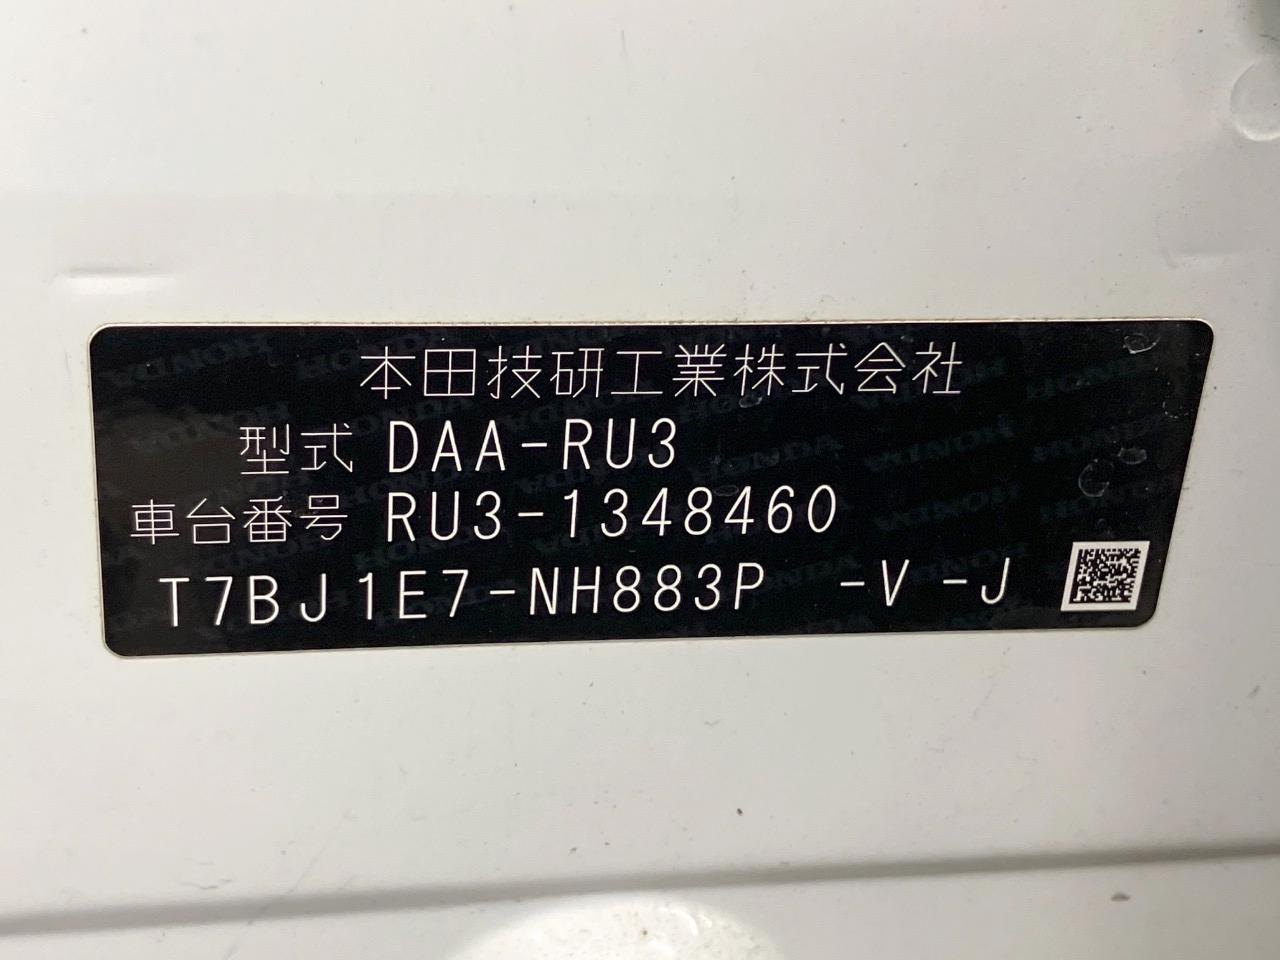 本田技研工業株式会社
型式 DAA-RU3
車台番号 RU3-1348460
T7BJ1E7-NH883P -V -J